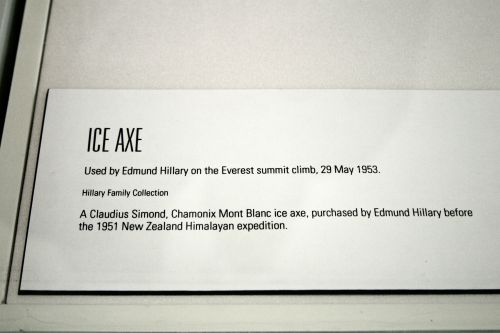 ICE AXE
Used by Edmund Hillary on the Everest summit climb, 29 May 1953.
Hillary Family Collection
A Claudius Simond, Chamonix Mont Blanc ice axe, purchased by Edmund Hillary before
the 1951 New Zealand Himalayan expedition.